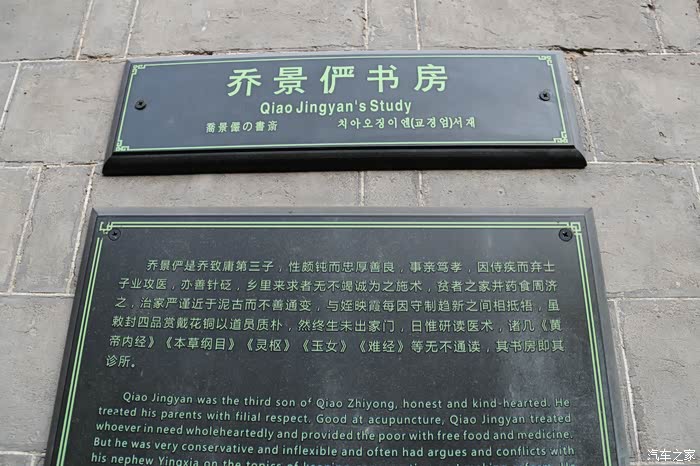 乔景俨书房
Qiao Jingyan's Study
喬景儼の書斎
치아오징이엔(교경엄)서재
乔景俨是乔致庸第三子，性颇钝而忠厚善良，事亲笃孝，因侍疾而弃士
子业攻医，亦善针砭，乡里来求者无不竭诚为之施术，贫者之家并药食周济
之，治家严谨近于泥古而不善通变，与姪映霞每因守制趋新之间相抵牾，虽
敕封四品赏戴花铜以道员质朴，然终生未出家门，日惟研读医术，诸几《黄
帝内经》《本草纲目》《灵枢》《玉女》《难经》等无不通读，其书房即其
诊所。
Qiao Jingyan was the third son of Qiao Zhiyong, honest and kind-hearted. He
treated his parents with filial respect. Good at acupuncture, Qiao Jingyan treated
whoever in need wholeheartedly and provided the poor with free food and medicine.
But he was very conservative and inflexible and often had argues and conflicts with
his nephew Yingxia on the topics of
汽车之家